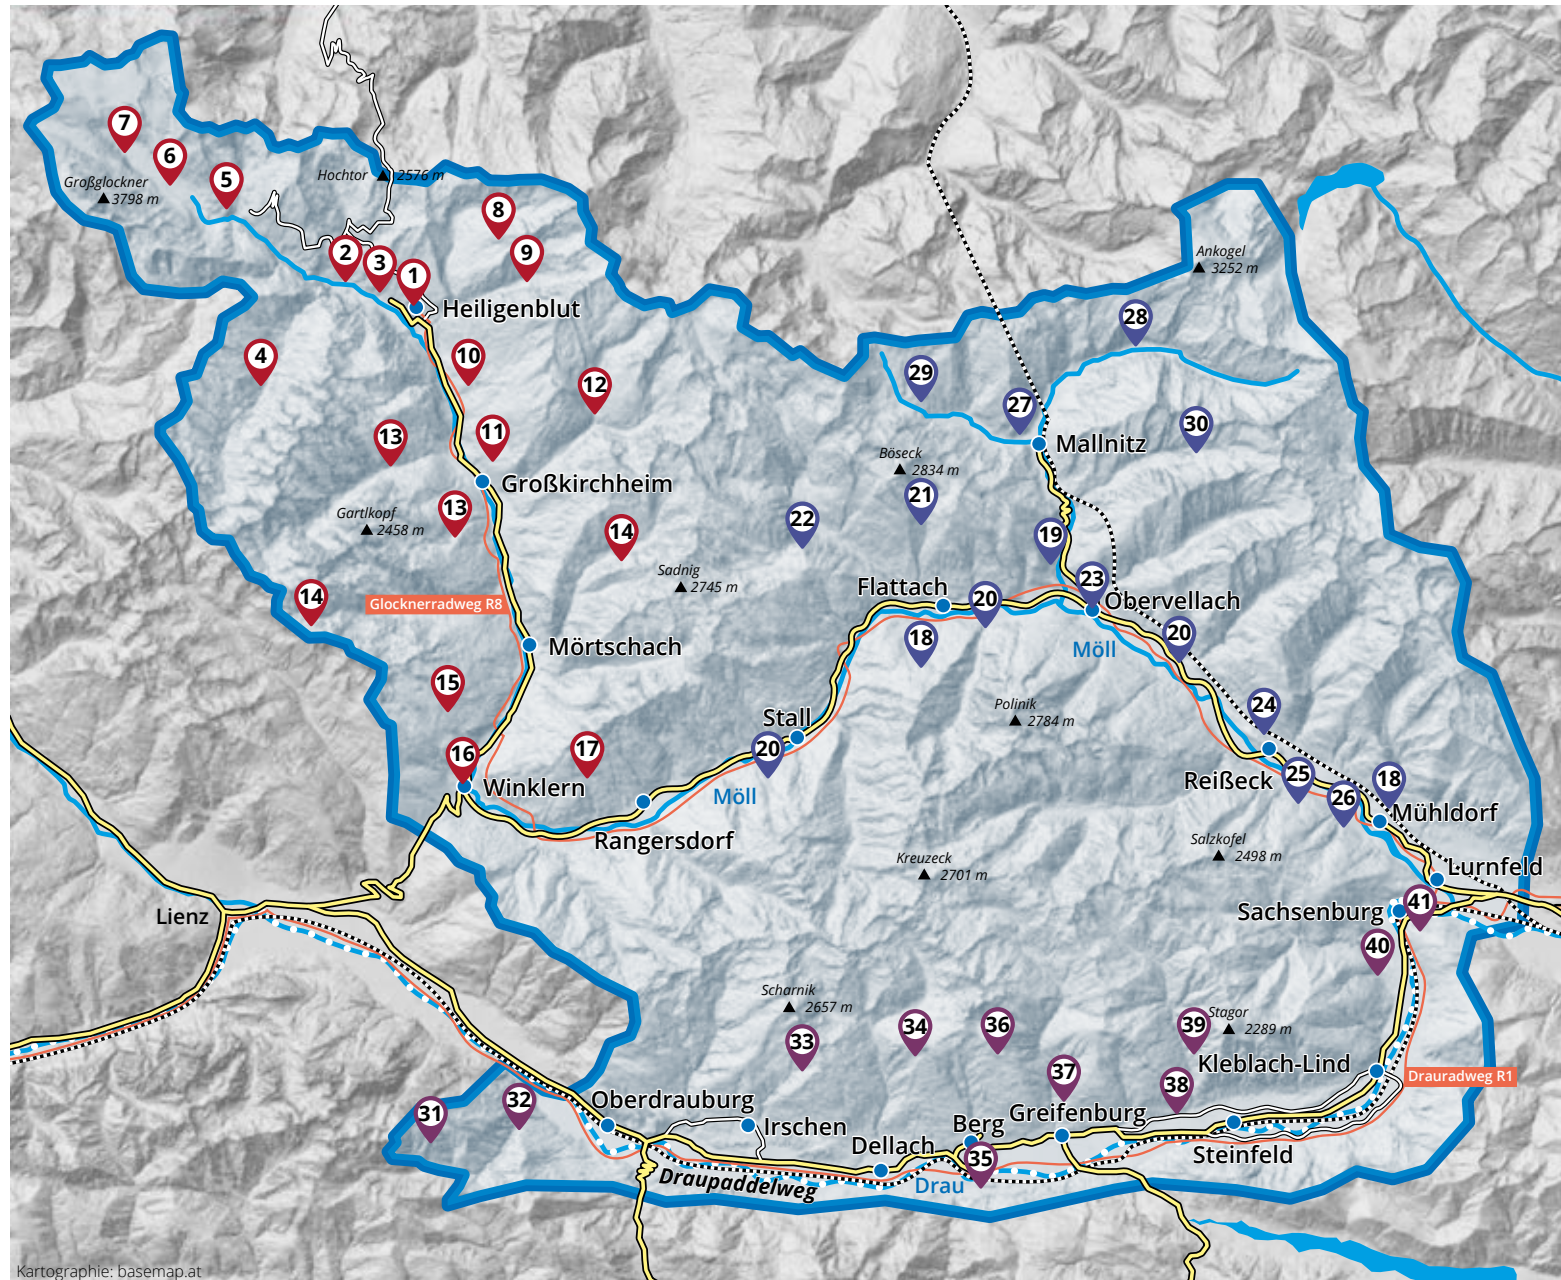 7
6
5
Großglockner
3798 m
Hochtor
2576 m
8
9
2
3
1
Heiligenblut
Ankogel
3252 m
28
4
10
12
29
27
30
13
11
Mallnitz
Böseck
2834 m
Großkirchheim
21
Gartlkopf
2458 m
13
14
22
19
Sadnig
2745 m
14
Glocknerradweg R8
Flattach
20
23
Obervellach
18
20
Möll
Mörtschach
15
Polinik
2784 m
24
Stall
16
17
20
Winklern
Möll
Reißeck
25
18
26
Mühldorf
Rangersdorf
Salzkofel
2498 m
Kreuzeck
2701 m
Lurnfeld
Lienz
Sachsenburg
41
40
Scharnik
2657 m
33
34
36
39
Stagor
2289 m
Kleblach-Lind
37
38
Drauradweg R1
31
32
Oberdrauburg
Irschen
Dellach
Berg
Greifenburg
35
Steinfeld
Draupaddelweg
Drau
Kartographie: basemap.at